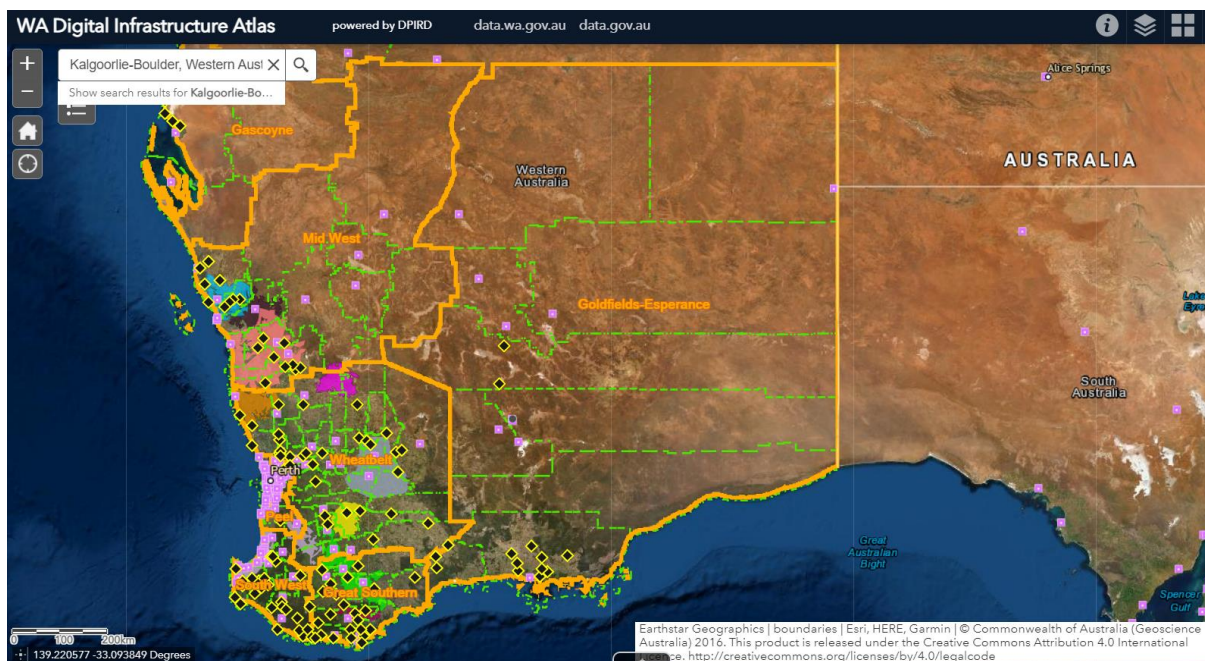 WA Digital Infrastructure Atlas
powered by DPIRD
data.wa.gov.au
data.gov.au
Kalgoorlie-Boulder, Western Aust
Show search results for Kalgoorlie-Bo...
Alice Springs
Gascoyne
AUSTRALIA
Western
Australia
Mid West
Goldfields-Esperance
Lake
Eyre
South
Australia
Wheatbelt
Perth
Peel
Great
Australian
Bight
South West
Great Southern
Spencer
Gulf
0 100 200km
139.220577 -33.093849 Degrees
Earthstar Geographics | boundaries | Esri, HERE, Garmin | © Commonwealth of Australia (Geoscience
Australia) 2016. This product is released under the Creative Commons Attribution 4.0 International
Licence. http://creativecommons.org/licenses/by/4.0/legalcode